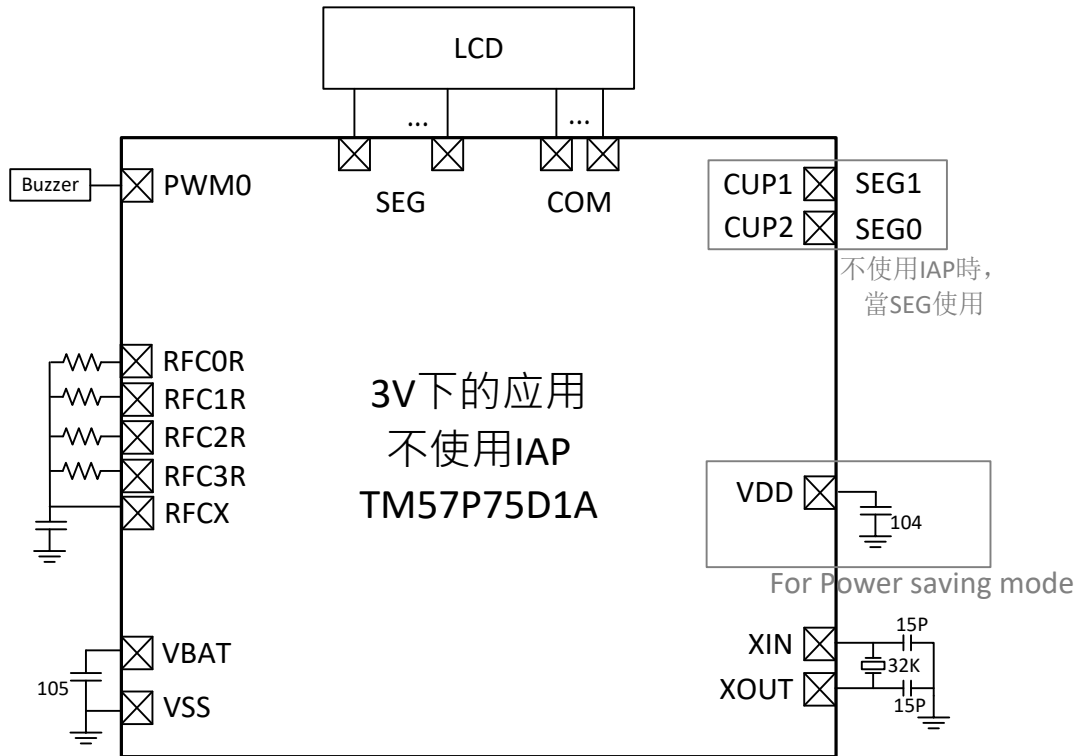 LCD
...
...
Buzzer
PWM0
SEG
COM
CUP1
SEG1
CUP2
SEG0
不使用IAP時，
當SEG使用
RFC0R
RFC1R
RFC2R
RFC3R
RFCX
3V下的应用
不使用IAP
TM57P75D1A
VDD
104
For Power saving mode
VBAT
105
VSS
XIN
XOUT
15P
32K
15P